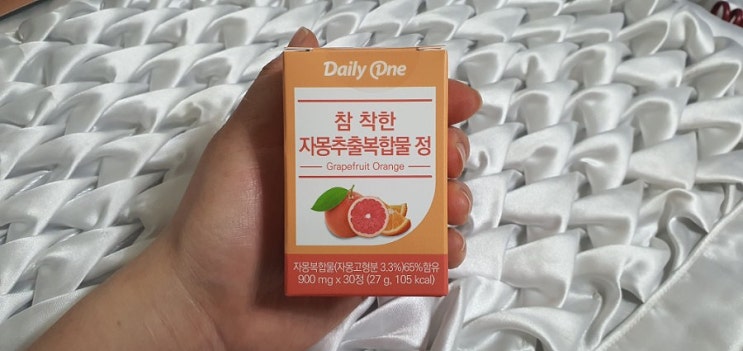 Daily One
참 착한
자몽추출복합물 정
Grapefruit Orange
자몽복합물(자몽고형분 3.3%)65%함유
900 mg x 30정 (27 g, 105 kcal)